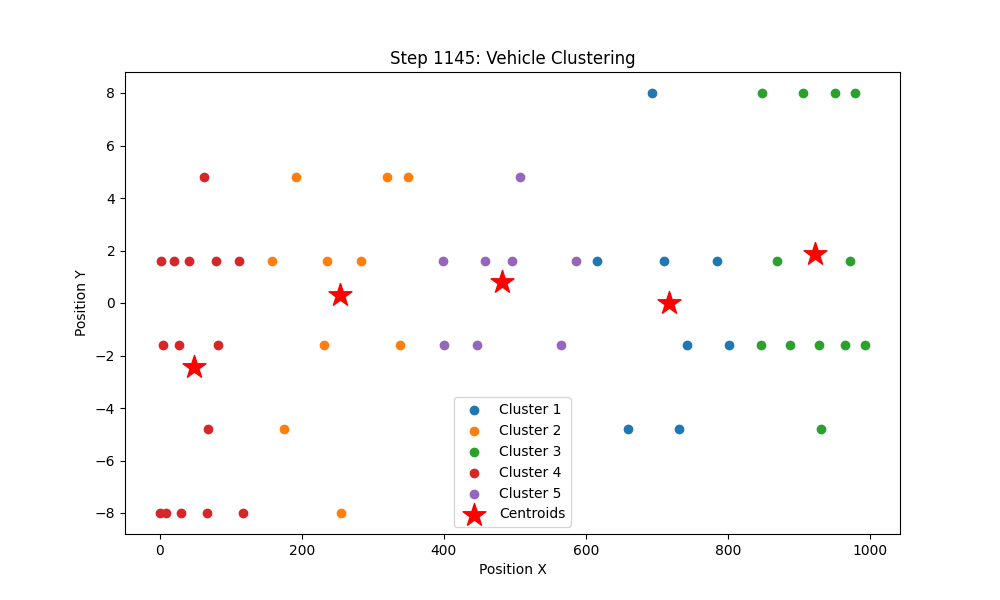 Step 1145: Vehicle Clustering
Position Y
8
6
4
2
0
−2
−4
−6
−8
Cluster 1
Cluster 2
Cluster 3
Cluster 4
Cluster 5
Centroids
0 200 400 600 800 1000
Position X